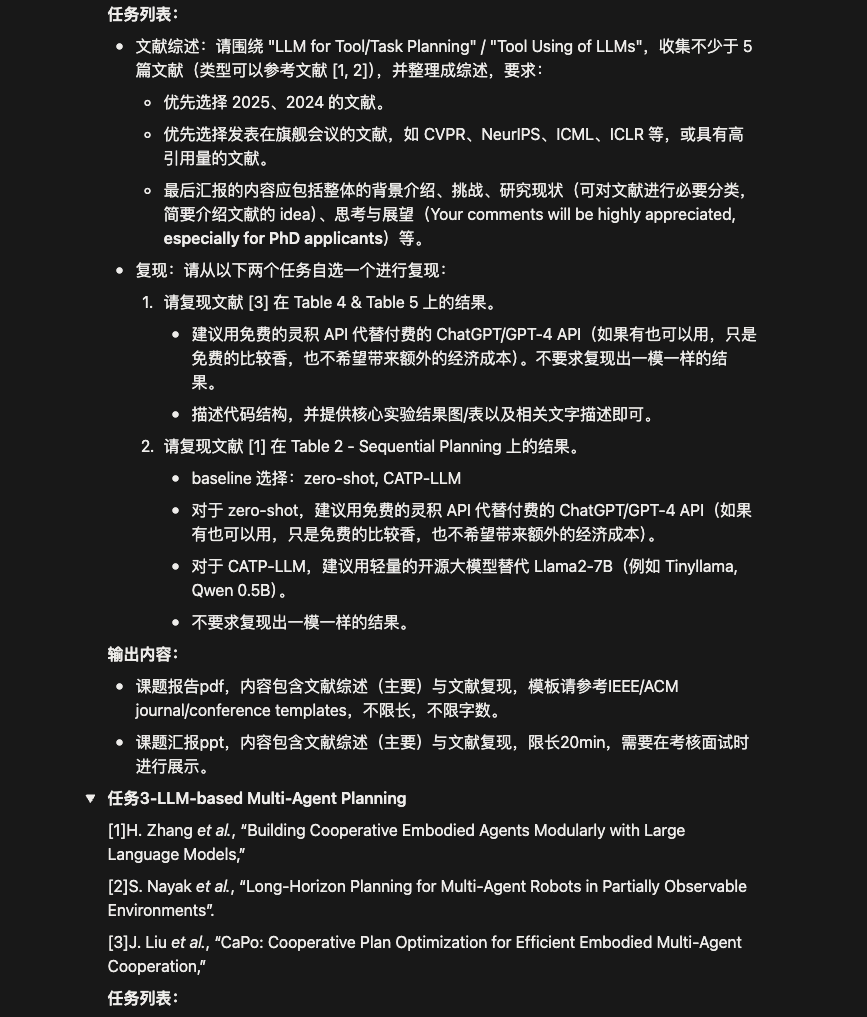 任务列表：
• 文献综述：请围绕 "LLM for Tool/Task Planning" / "Tool Using of LLMs"，收集不少于 5
篇文献（类型可以参考文献 [1, 2]），并整理成综述，要求：
◦ 优先选择 2025、2024 的文献。
◦ 优先选择发表在旗舰会议的文献，如 CVPR、NeurIPS、ICML、ICLR 等，或具有高
引用量的文献。
◦ 最后汇报的内容应包括整体的背景介绍、挑战、研究现状（可对文献进行必要分类，
简要介绍文献的 idea）、思考与展望（Your comments will be highly appreciated,
especially for PhD applicants）等。
• 复现：请从以下两个任务自选一个进行复现：
1. 请复现文献 [3] 在 Table 4 & Table 5 上的结果。
• 建议用免费的灵积 API 代替付费的 ChatGPT/GPT-4 API（如果有也可以用，只是
免费的比较香，也不希望带来额外的经济成本）。不要求复现出一模一样的结
果。
• 描述代码结构，并提供核心实验结果图/表以及相关文字描述即可。
2. 请复现文献 [1] 在 Table 2 - Sequential Planning 上的结果。
• baseline 选择：zero-shot, CATP-LLM
• 对于 zero-shot，建议用免费的灵积 API 代替付费的 ChatGPT/GPT-4 API（如果
有也可以用，只是免费的比较香，也不希望带来额外的经济成本）。
• 对于 CATP-LLM，建议用轻量的开源大模型替代 Llama2-7B（例如 Tinyllama,
Qwen 0.5B）。
• 不要求复现出一模一样的结果。
输出内容：
• 课题报告pdf，内容包含文献综述（主要）与文献复现，模板请参考IEEE/ACM
journal/conference templates，不限长，不限字数。
• 课题汇报ppt，内容包含文献综述（主要）与文献复现，限长20min，需要在考核面试时
进行展示。
▼ 任务3-LLM-based Multi-Agent Planning
[1]H. Zhang et al., “Building Cooperative Embodied Agents Modularly with Large
Language Models,”
[2]S. Nayak et al., “Long-Horizon Planning for Multi-Agent Robots in Partially Observable
Environments”.
[3]J. Liu et al., “CaPo: Cooperative Plan Optimization for Efficient Embodied Multi-Agent
Cooperation,”
任务列表：